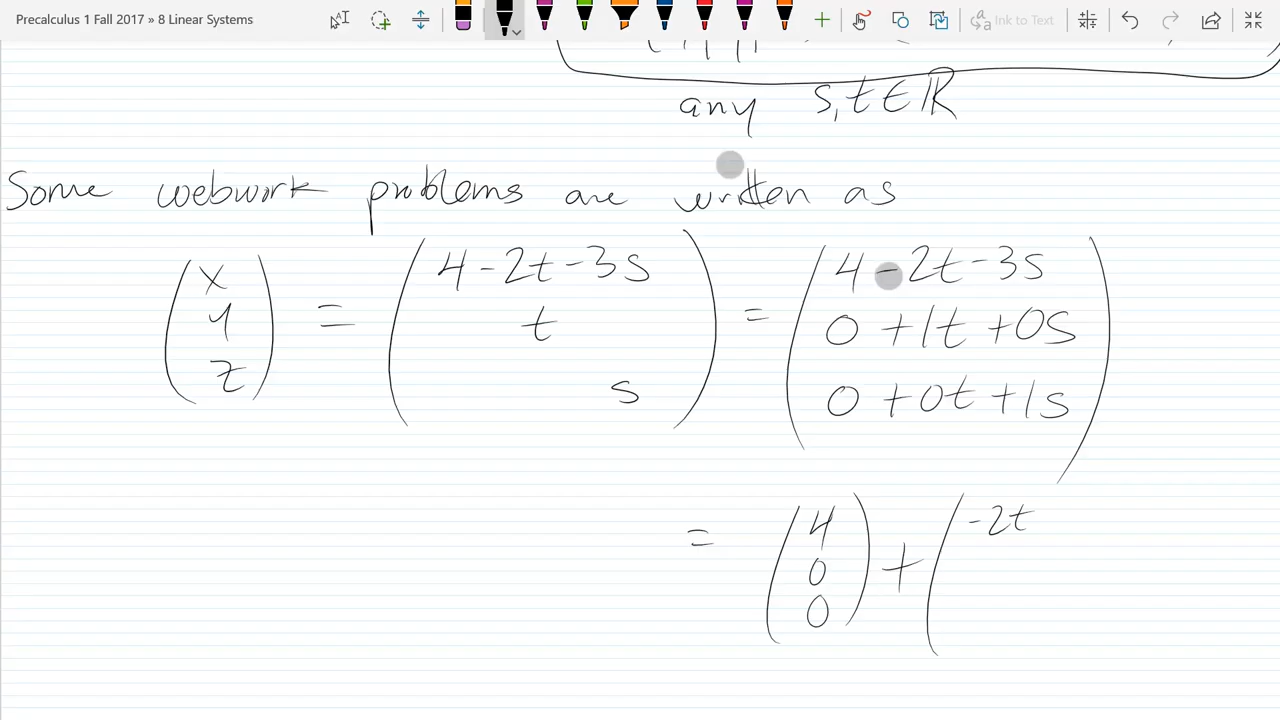 Precalculus 1 Fall 2017 » 8 Linear Systems
Ink to Text
any s,t∈ℝ
Some webwork problems are written as
(x y z) = (4-2t-3s t s) = (4-2t-3s 0+1t+0s 0+0t+1s)
= (4 0 0) + (-2t